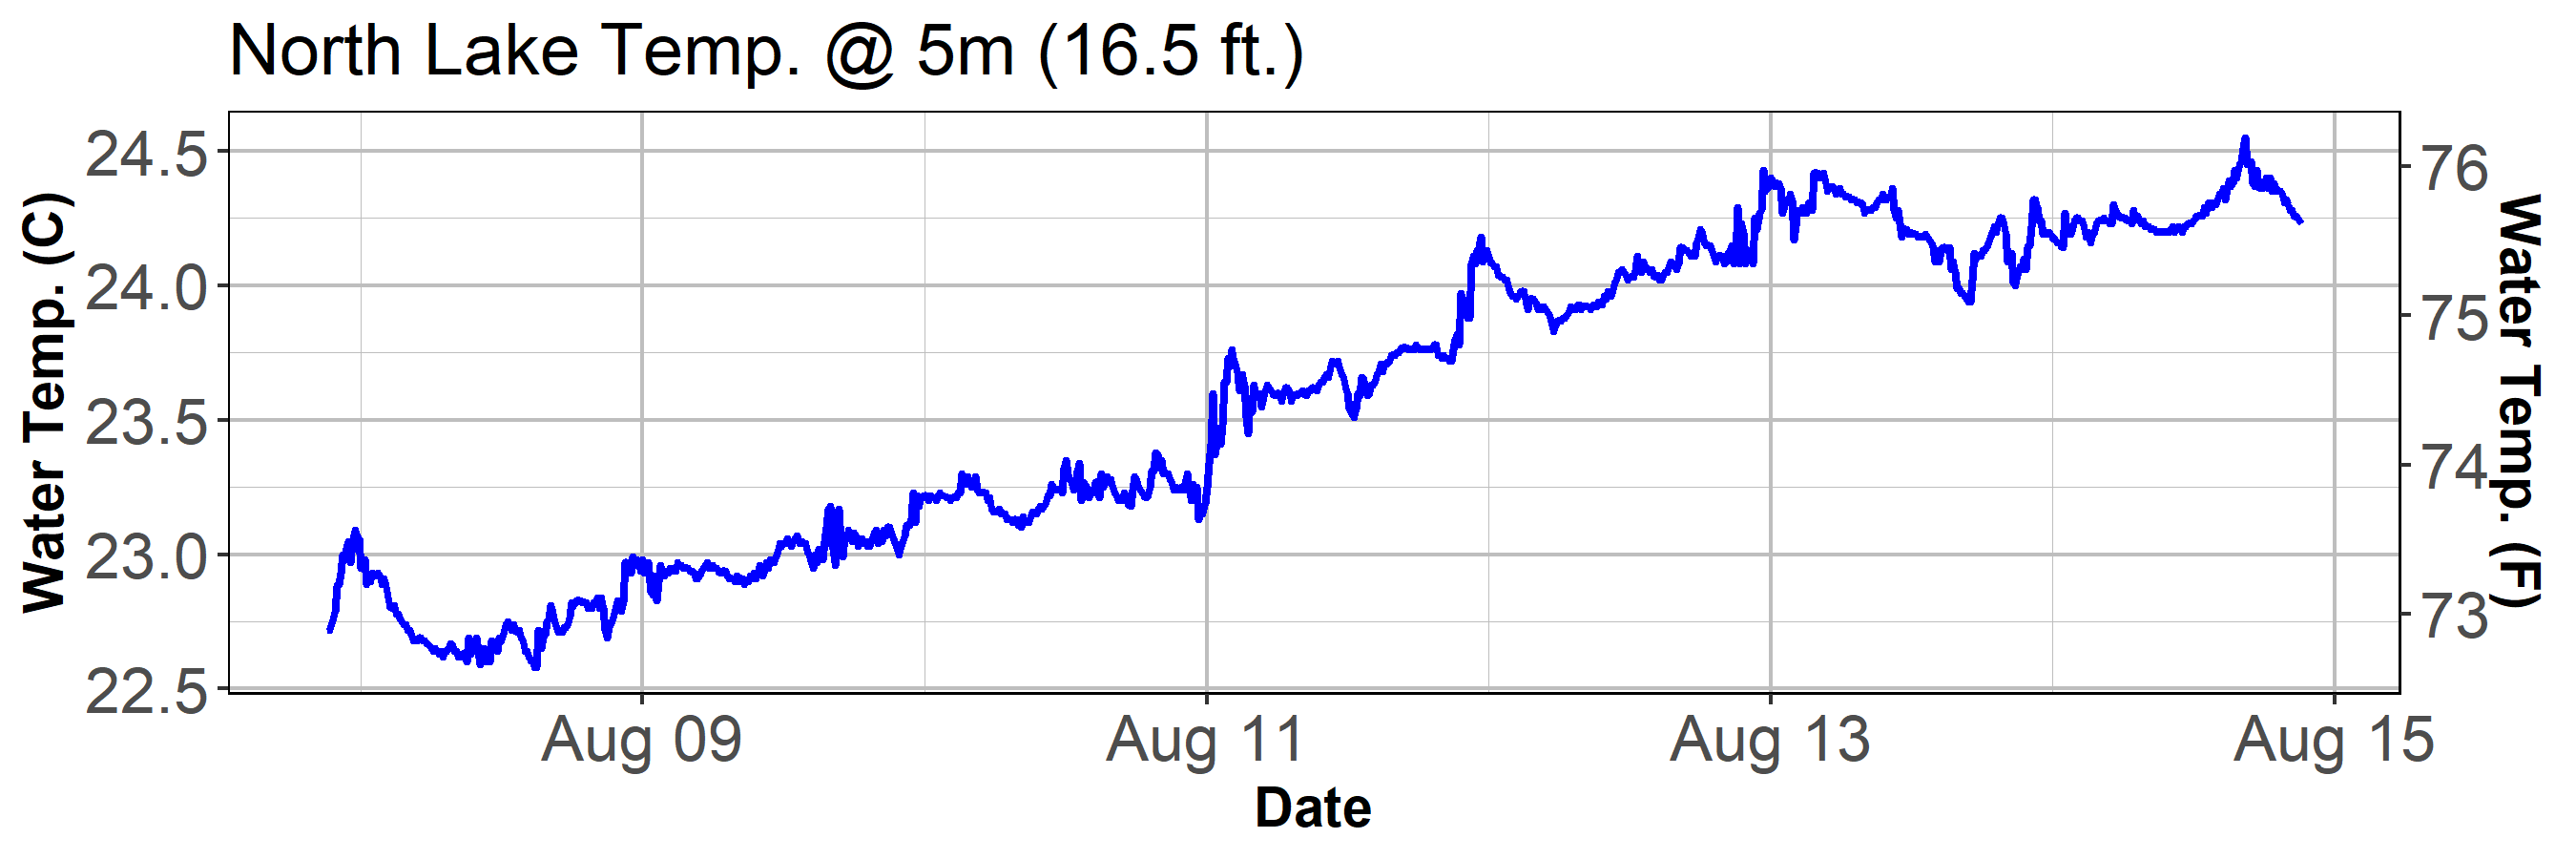 North Lake Temp. @ 5m (16.5 ft.)
Water Temp. (C)
24.5
24.0
23.5
23.0
22.5
76
75
74
73
Water Temp. (F)
Aug 09 Aug 11 Aug 13 Aug 15
Date